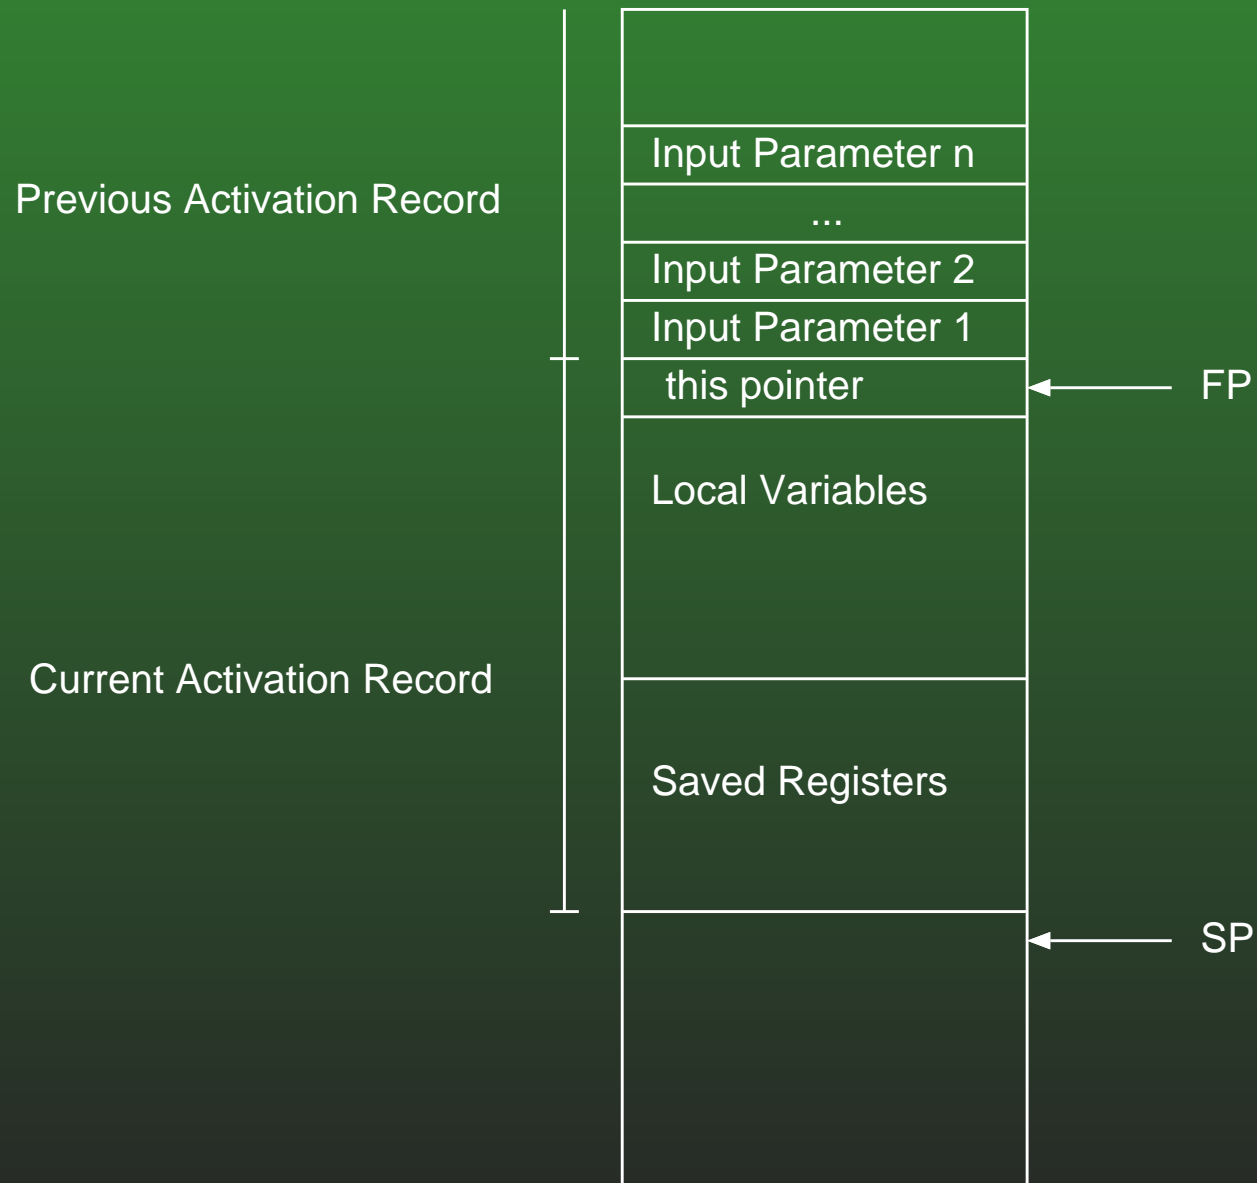 Input Parameter n
Previous Activation Record
...
Input Parameter 2
Input Parameter 1
this pointer
FP
Local Variables
Current Activation Record
Saved Registers
SP